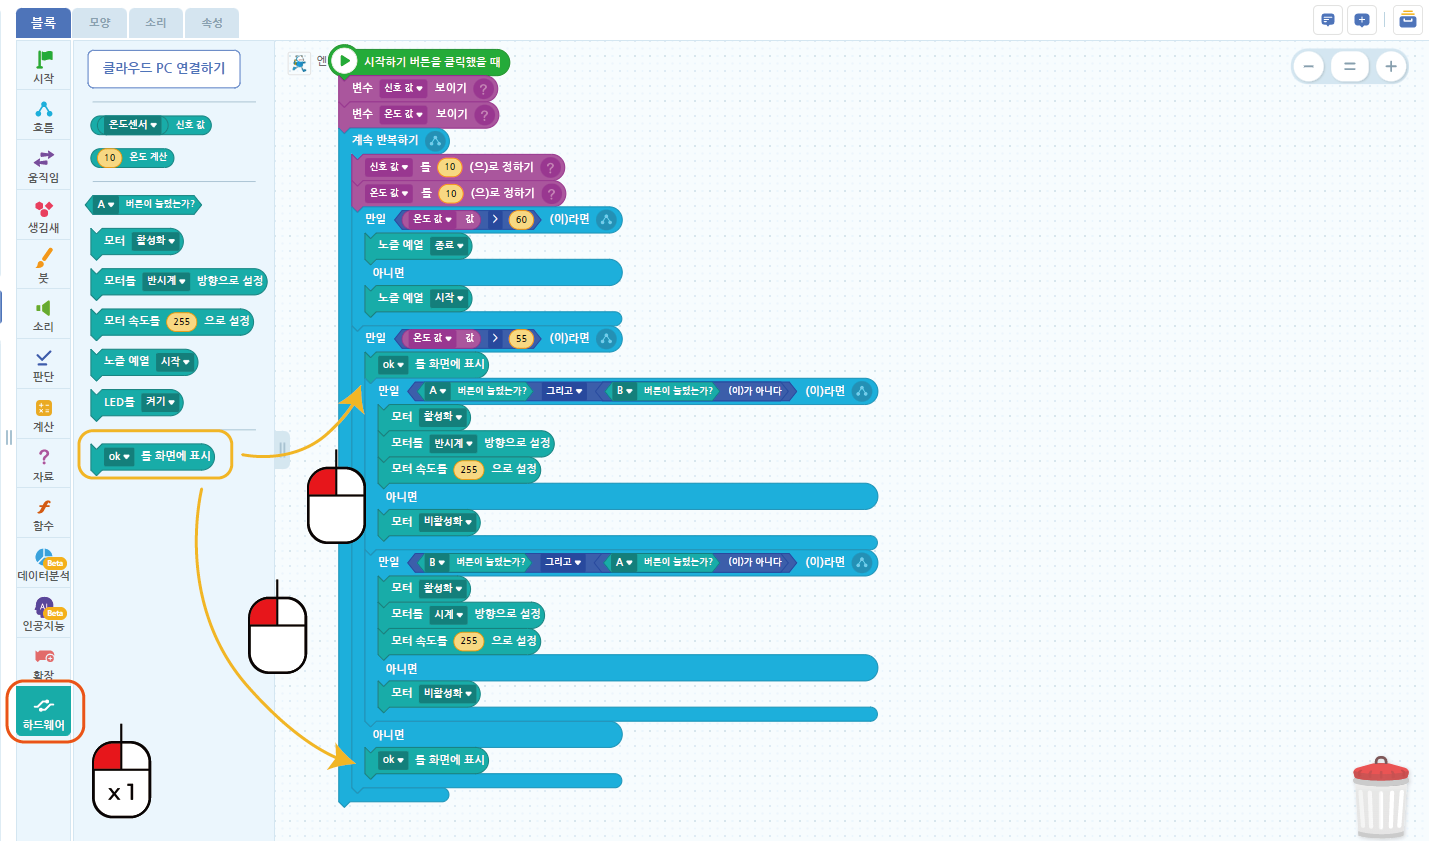 블록 모양 소리 속성
시작
흐름
움직임
생김새
붓
소리
판단
계산
자료
함수
Beta
데이터분석
AI
Beta
인공지능
확장
하드웨어
x 1
클라우드 PC 연결하기
온도센서 신호 값
10 온도 계산
A 버튼이 눌렸는가?
모터 활성화
모터를 반시계 방향으로 설정
모터 속도를 255 으로 설정
노즐 예열 시작
LED를 켜기
ok 를 화면에 표시
엔
시작하기 버튼을 클릭했을 때
변수 신호 값 보이기 ?
변수 온도 값 보이기 ?
계속 반복하기
신호 값 를 10 (으)로 정하기 ?
온도 값 를 10 (으)로 정하기 ?
만일 온도 값 값 > 60 (이)라면
노즐 예열 종료
아니면
노즐 예열 시작
만일 온도 값 값 > 55 (이)라면
ok 를 화면에 표시
만일 A 버튼이 눌렸는가? 그리고 B 버튼이 눌렸는가? (이)가 아니다 (이)라면
모터 활성화
모터를 반시계 방향으로 설정
모터 속도를 255 으로 설정
아니면
모터 비활성화
만일 B 버튼이 눌렸는가? 그리고 A 버튼이 눌렸는가? (이)가 아니다 (이)라면
모터 활성화
모터를 시계 방향으로 설정
모터 속도를 255 으로 설정
아니면
모터 비활성화
아니면
ok 를 화면에 표시